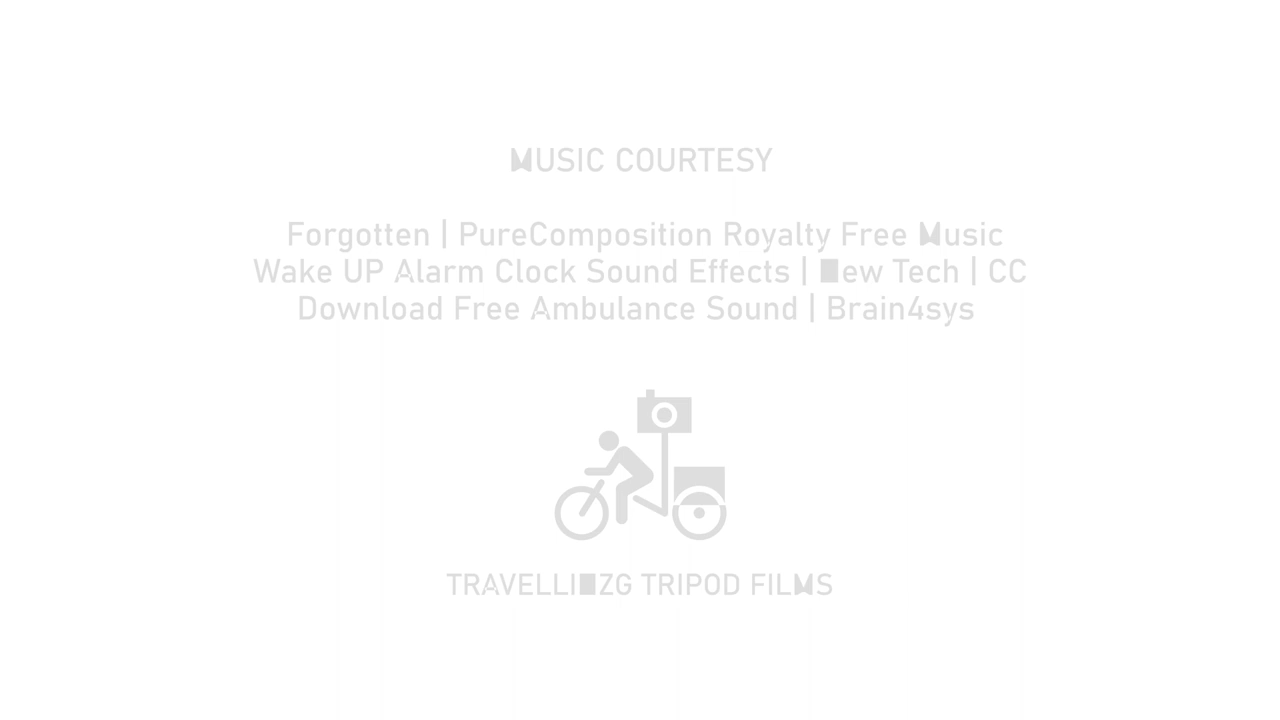 MUSIC COURTESY
Forgotten | PureComposition Royalty Free Music
Wake UP Alarm Clock Sound Effects | New Tech | CC
Download Free Ambulance Sound | Brain4sys
TRAVELLINZG TRIPOD FILMS